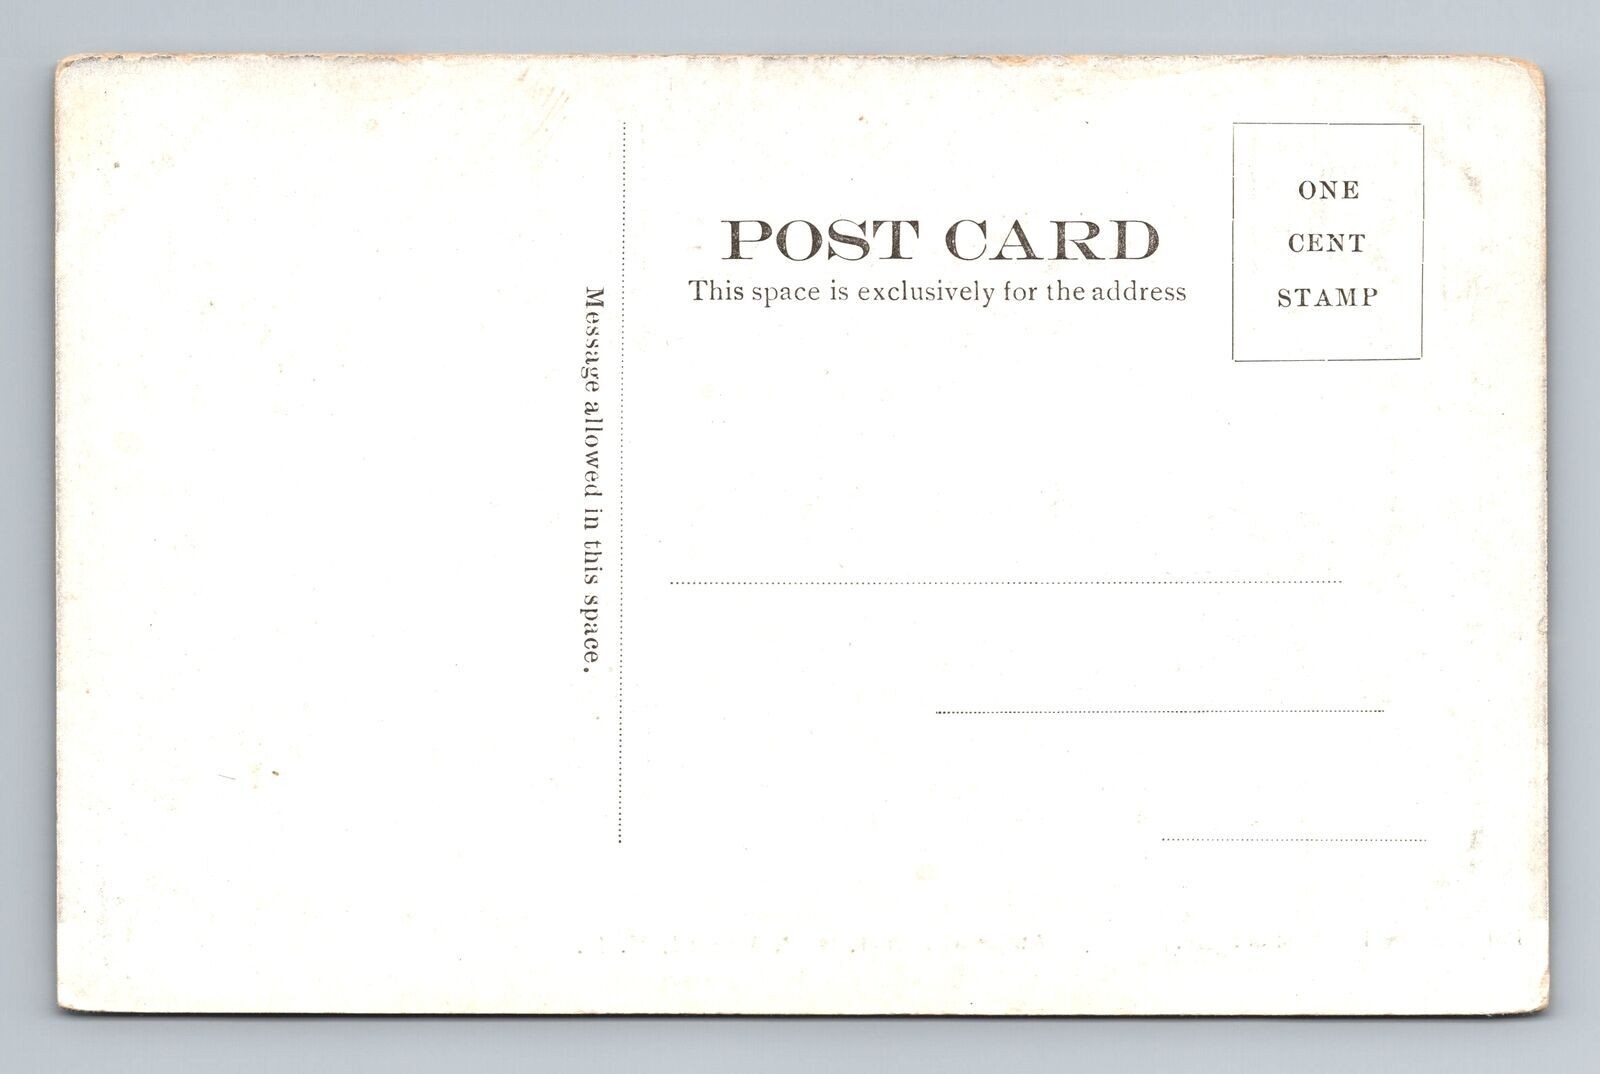 POST CARD
This space is exclusively for the address
ONE
CENT
STAMP
Message allowed in this space.